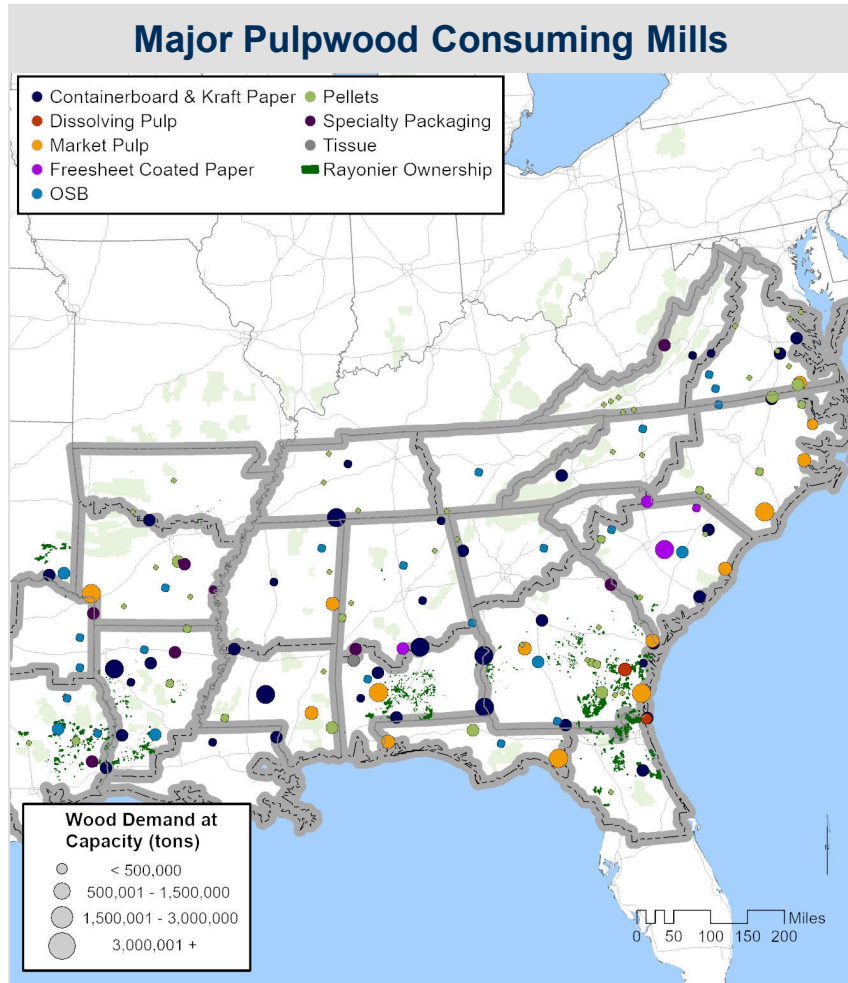 Major Pulpwood Consuming Mills
Containerboard & Kraft Paper
Dissolving Pulp
Market Pulp
Freesheet Coated Paper
OSB
Pellets
Specialty Packaging
Tissue
Rayonier Ownership
Wood Demand at
Capacity (tons)
< 500,000
500,001 - 1,500,000
1,500,001 - 3,000,000
3,000,001 +
Miles
0 50 100 150 200